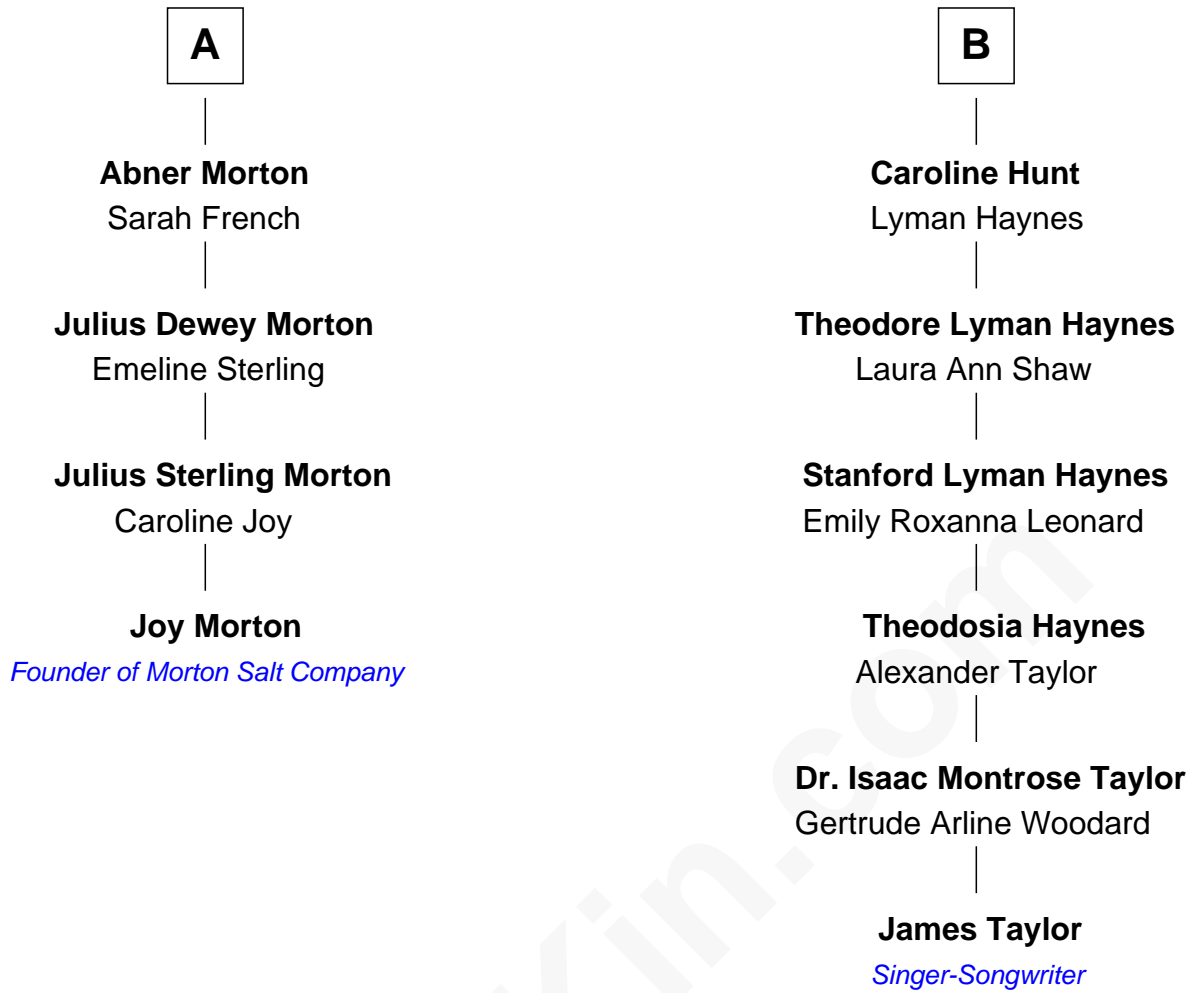 A
Abner Morton
Sarah French
Julius Dewey Morton
Emeline Sterling
Julius Sterling Morton
Caroline Joy
Joy Morton
Founder of Morton Salt Company
B
Caroline Hunt
Lyman Haynes
Theodore Lyman Haynes
Laura Ann Shaw
Stanford Lyman Haynes
Emily Roxanna Leonard
Theodosia Haynes
Alexander Taylor
Dr. Isaac Montrose Taylor
Gertrude Arline Woodard
James Taylor
Singer-Songwriter